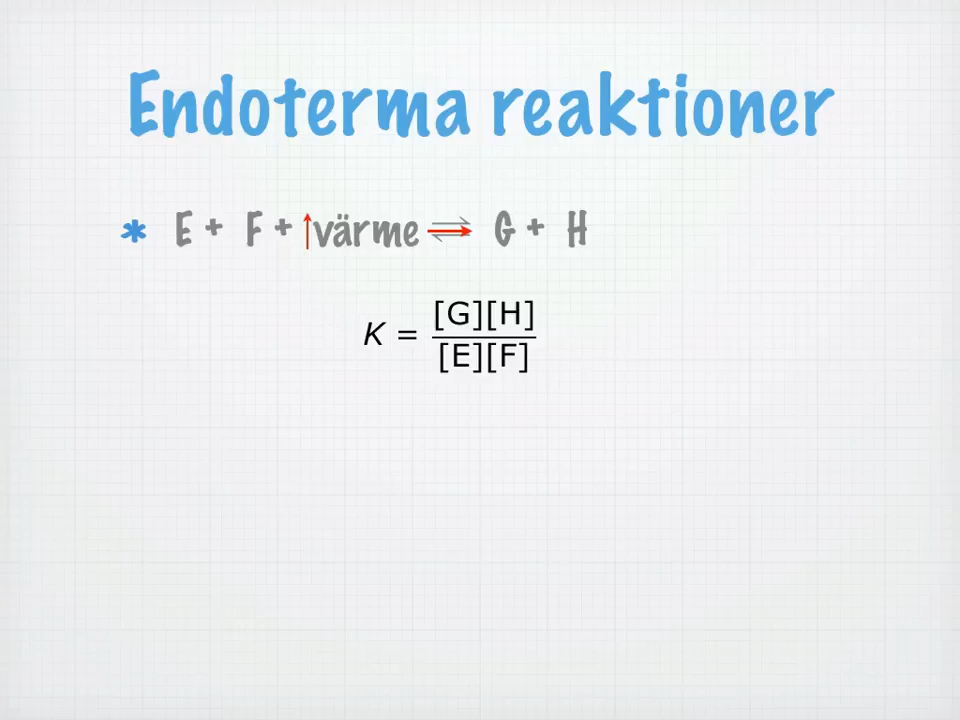 Endoterma reaktioner
* E + F + ↑värme ⇌ G + H
K = [G][H]
[E][F]